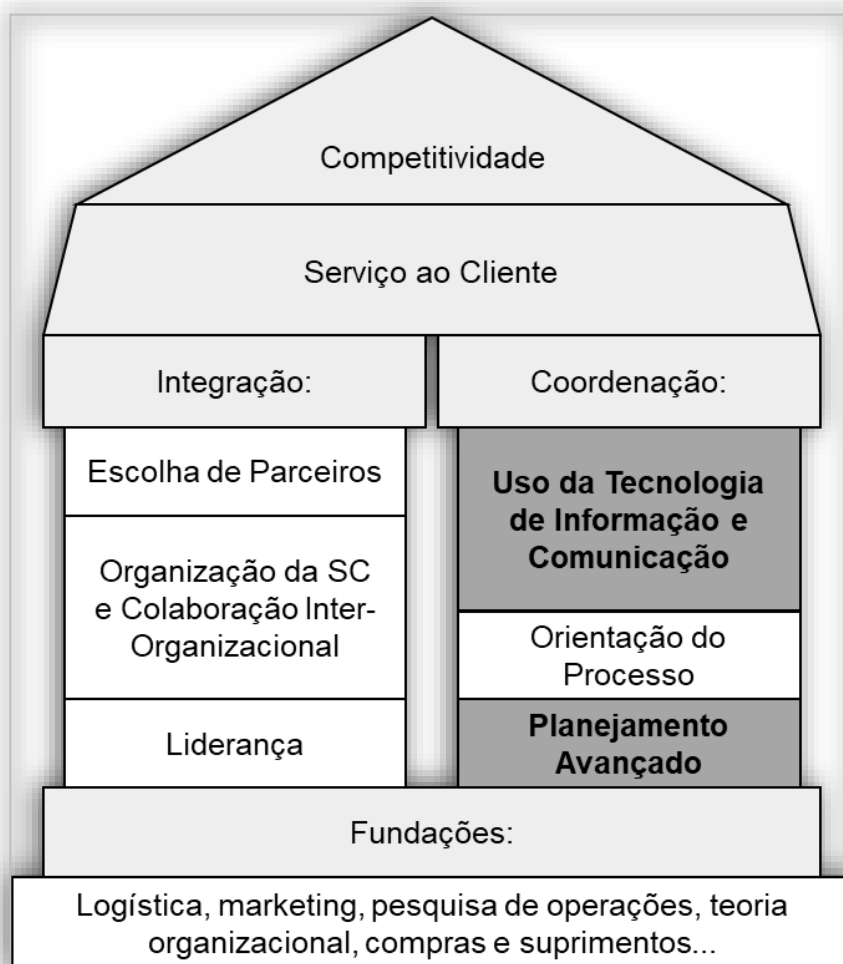 Competitividade
Serviço ao Cliente
Integração:
Escolha de Parceiros
Organização da SC
e Colaboração Inter-
Organizacional
Liderança
Coordenação:
Uso da Tecnologia
de Informação e
Comunicação
Orientação do
Processo
Planejamento
Avançado
Fundações:
Logística, marketing, pesquisa de operações, teoria
organizacional, compras e suprimentos...